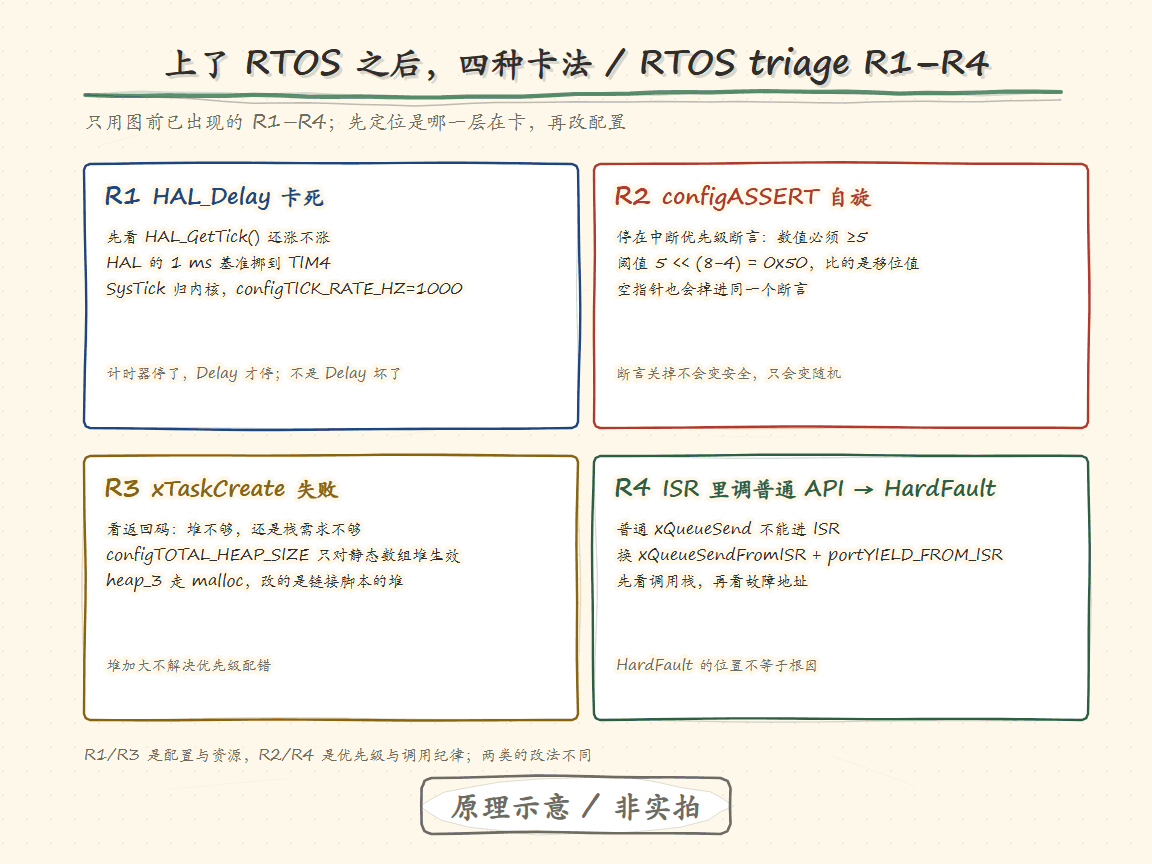 上了 RTOS 之后，四种卡法 / RTOS triage R1–R4
只用图前已出现的 R1–R4；先定位是哪一层在卡，再改配置
R1 HAL_Delay 卡死
先看 HAL_GetTick() 还涨不涨
HAL 的 1 ms 基准挪到 TIM4
SysTick 归内核，configTICK_RATE_HZ=1000
计时器停了，Delay 才停；不是 Delay 坏了
R2 configASSERT 自旋
停在中断优先级断言：数值必须 ≥5
阈值 5 << (8-4) = 0x50，比的是移位值
空指针也会掉进同一个断言
断言关掉不会变安全，只会变随机
R3 xTaskCreate 失败
看返回码：堆不够，还是栈需求不够
configTOTAL_HEAP_SIZE 只对静态数组堆生效
heap_3 走 malloc，改的是链接脚本的堆
堆加大不解决优先级配错
R4 ISR 里调普通 API → HardFault
普通 xQueueSend 不能进 ISR
换 xQueueSendFromISR + portYIELD_FROM_ISR
先看调用栈，再看故障地址
HardFault 的位置不等于根因
R1/R3 是配置与资源，R2/R4 是优先级与调用纪律；两类的改法不同
原理示意 / 非实拍